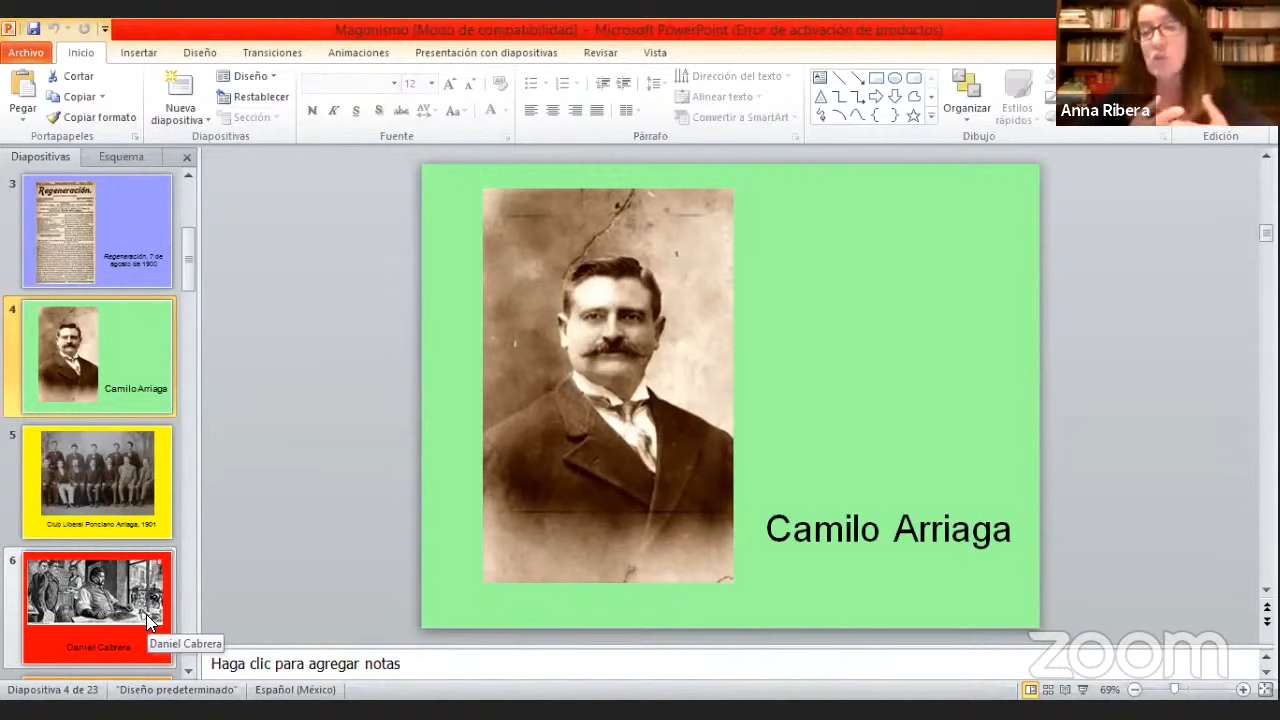 Magonismo [Modo de compatibilidad] - Microsoft PowerPoint (Error de activación de productos)
Archivo
Inicio
Insertar
Diseño
Transiciones
Animaciones
Presentación con diapositivas
Revisar
Vista
Pegar
Cortar
Copiar
Copiar formato
Portapapeles
Nueva
diapositiva
Diseño
Restablecer
Sección
Diapositivas
12
N K S S abc AV Aa A
Fuente
Dirección del texto
Alinear texto
Convertir a SmartArt
Párrafo
Organizar
Estilos
rápidos
Dibujo
Edición
Anna Ribera
Diapositivas
Esquema
3
Regeneración.
Regeneración, 7 de
agosto de 1900
4
Camilo Arriaga
5
Club Liberal Ponciano Arriaga, 1901
6
Daniel Cabrera
Daniel Cabrera
Camilo Arriaga
zoom
Haga clic para agregar notas
Diapositiva 4 de 23
"Diseño predeterminado"
Español (México)
69%